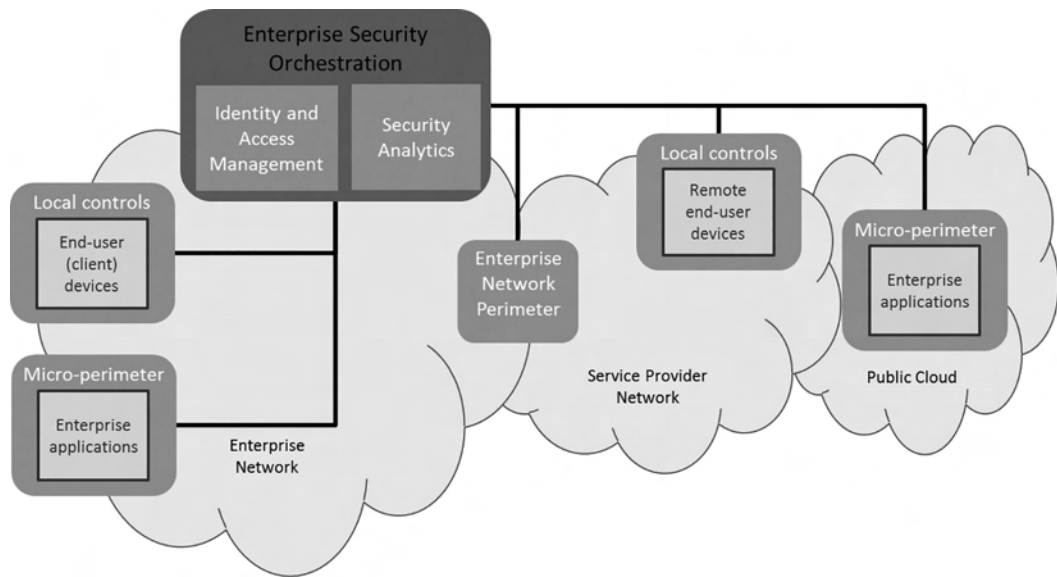 Enterprise Security
Orchestration
Identity and
Access
Management
Security
Analytics
Local controls
End-user
(client)
devices
Micro-perimeter
Enterprise
applications
Enterprise
Network
Enterprise
Network
Perimeter
Local controls
Remote
end-user
devices
Service Provider
Network
Micro-perimeter
Enterprise
applications
Public Cloud